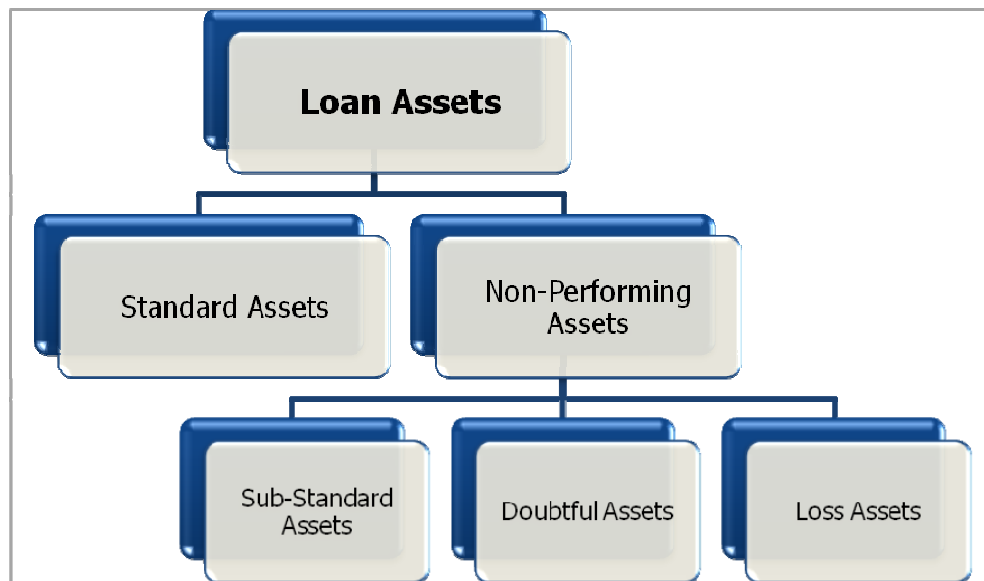 Loan Assets
Standard Assets
Non-Performing
Assets
Sub-Standard
Assets
Doubtful Assets
Loss Assets